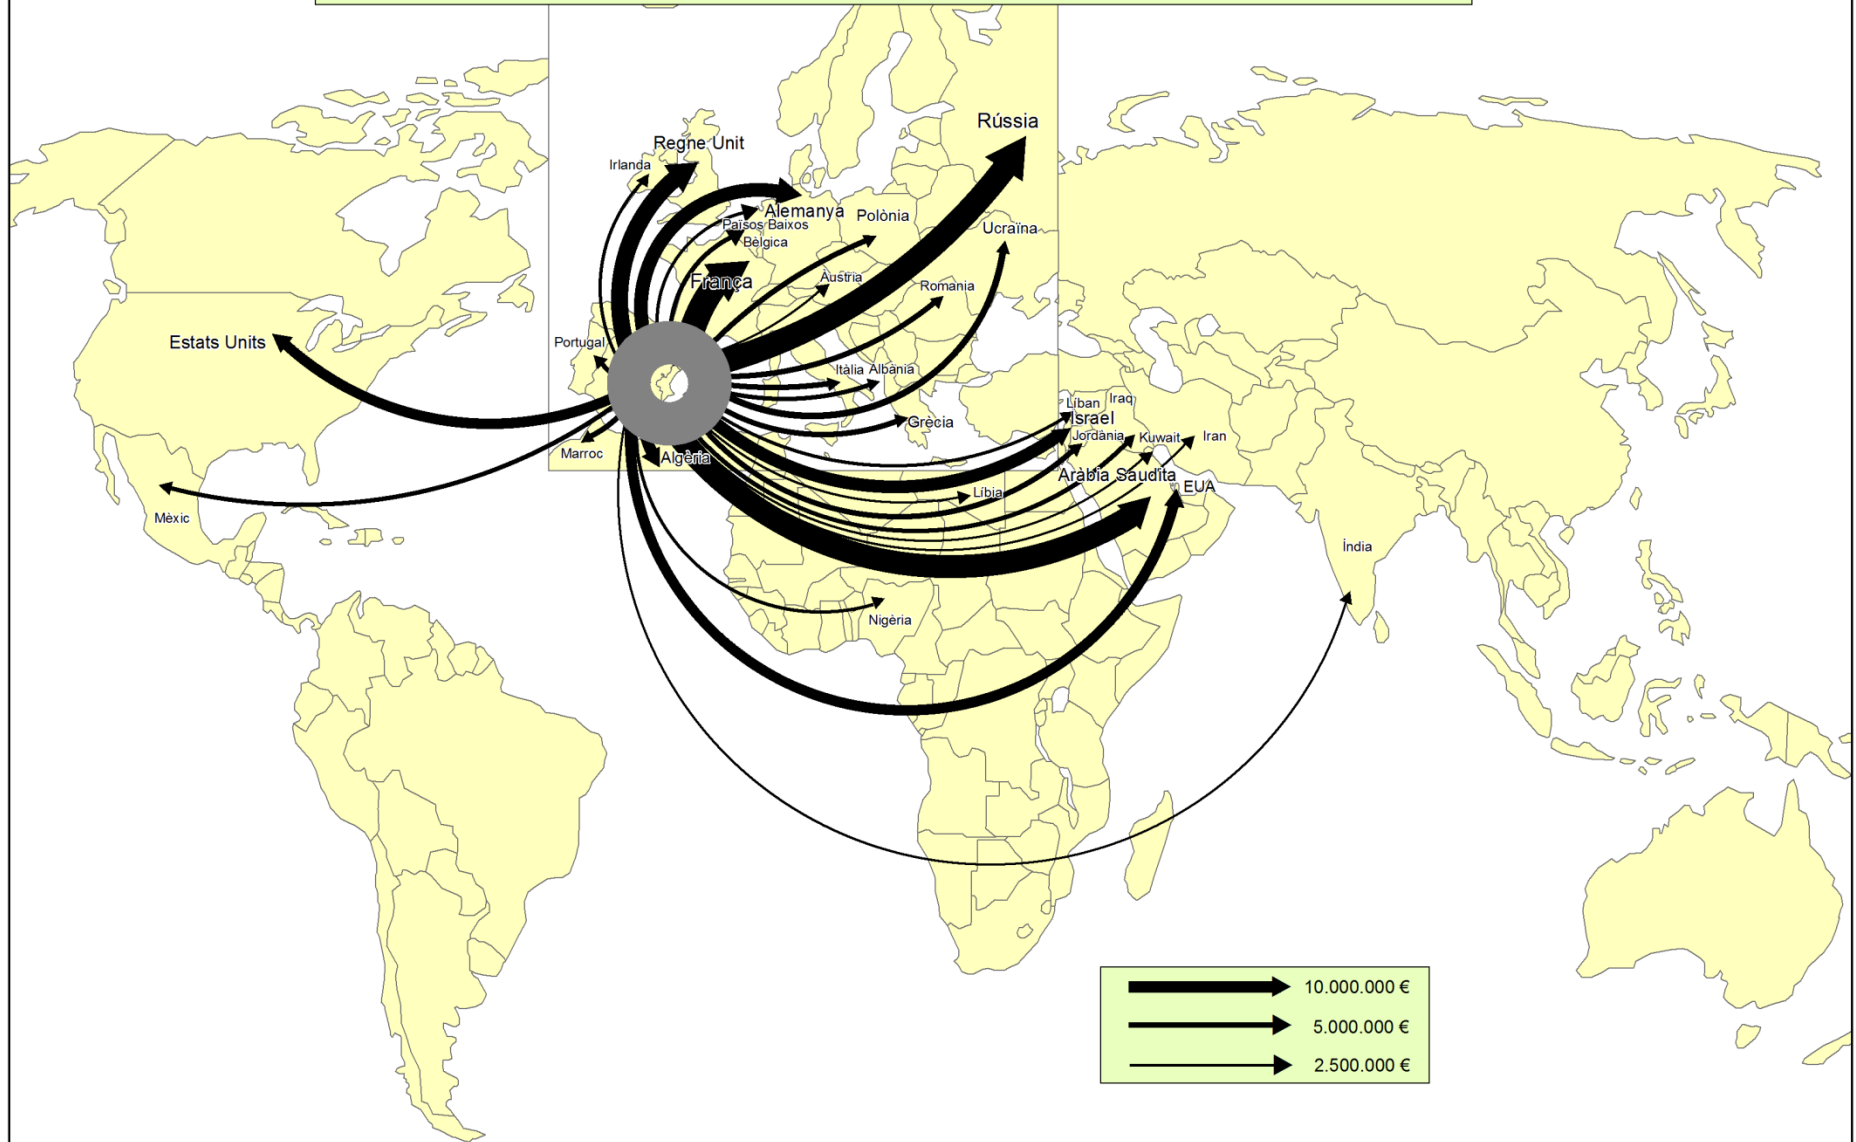 Rússia
Regne Unit
Irlanda
Alemanya
Polònia
Països Baixos
Ucraïna
Bèlgica
França
Àustria
Romania
Estats Units
Portugal
Itàlia
Albània
Líban
Iraq
Israel
Grècia
Jordània
Kuwait
Iran
Marroc
Algèria
Aràbia Saudita
EUA
Líbia
Mèxic
Índia
Nigèria
10.000.000 €
5.000.000 €
2.500.000 €